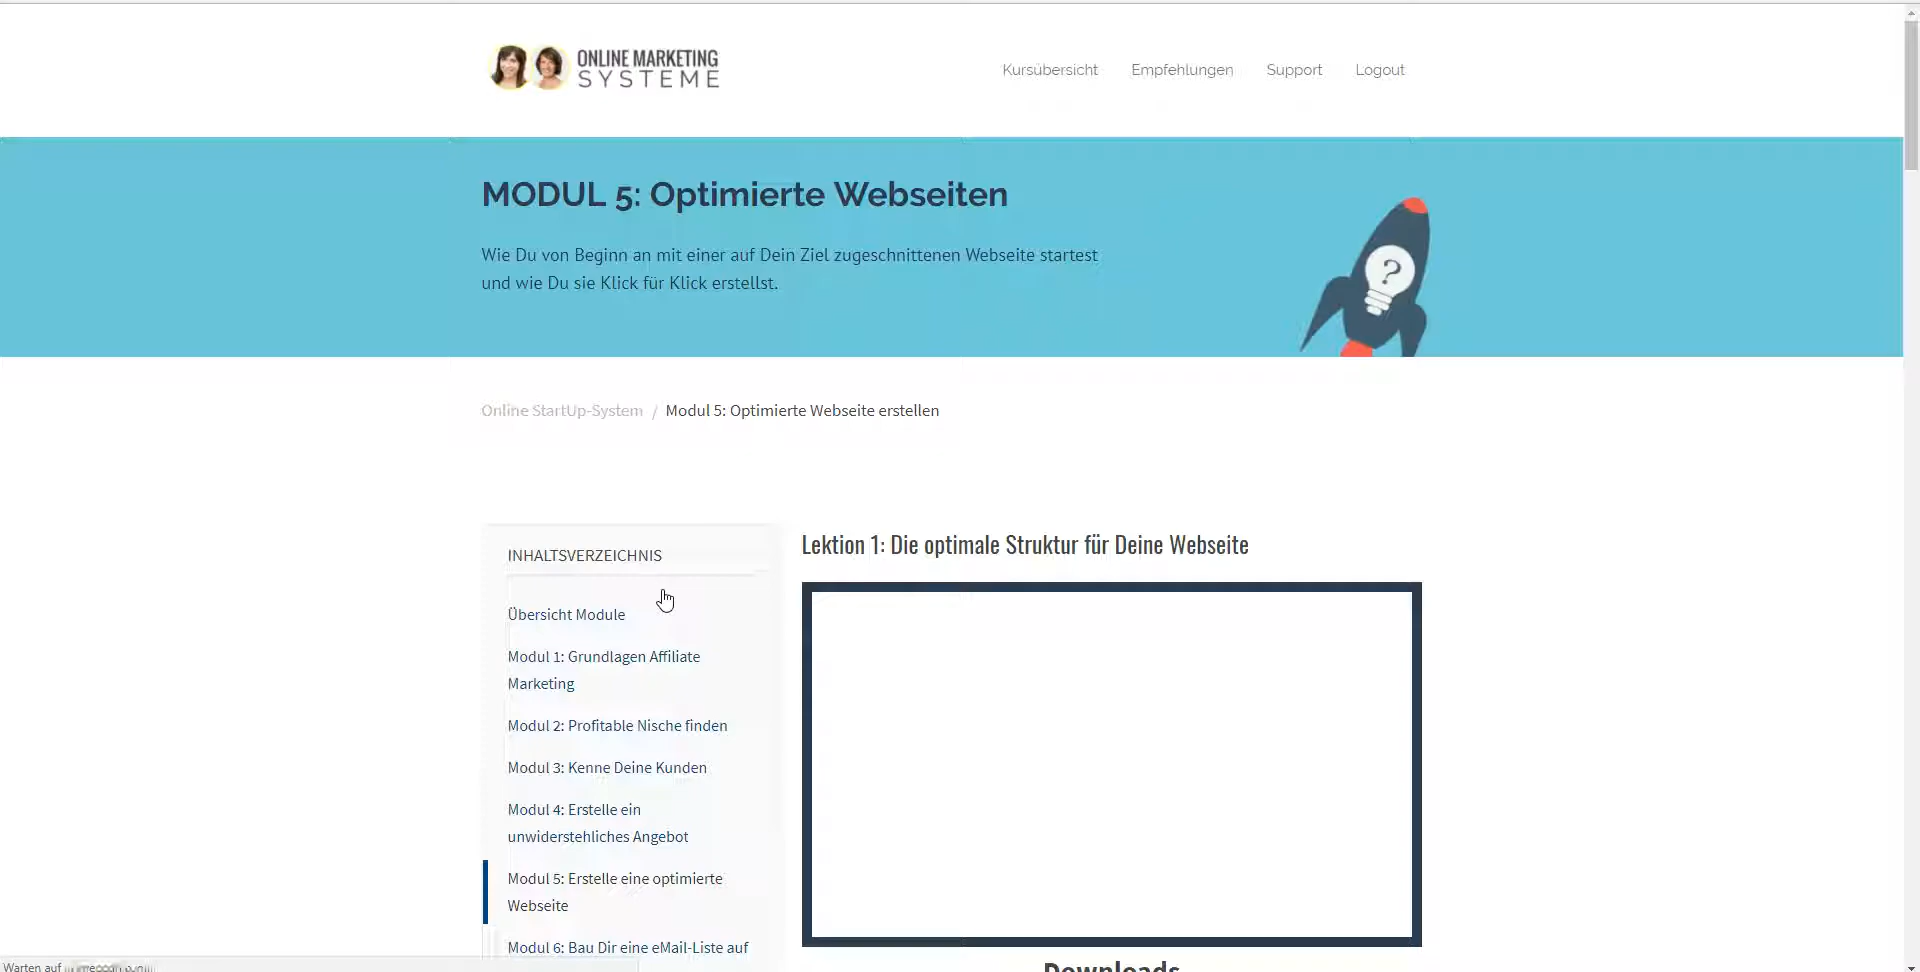 ONLINE MARKETING
SYSTEME
Kursübersicht
Empfehlungen
Support
Logout
MODUL 5: Optimierte Webseiten
Wie Du von Beginn an mit einer auf Dein Ziel zugeschnittenen Webseite startest
und wie Du sie Klick für Klick erstellst.
?
Online StartUp-System / Modul 5: Optimierte Webseite erstellen
INHALTSVERZEICHNIS
Übersicht Module
Modul 1: Grundlagen Affiliate
Marketing
Modul 2: Profitable Nische finden
Modul 3: Kenne Deine Kunden
Modul 4: Erstelle ein
unwiderstehliches Angebot
Modul 5: Erstelle eine optimierte
Webseite
Modul 6: Bau Dir eine eMail-Liste auf
Lektion 1: Die optimale Struktur für Deine Webseite
Downloads
Warten auf